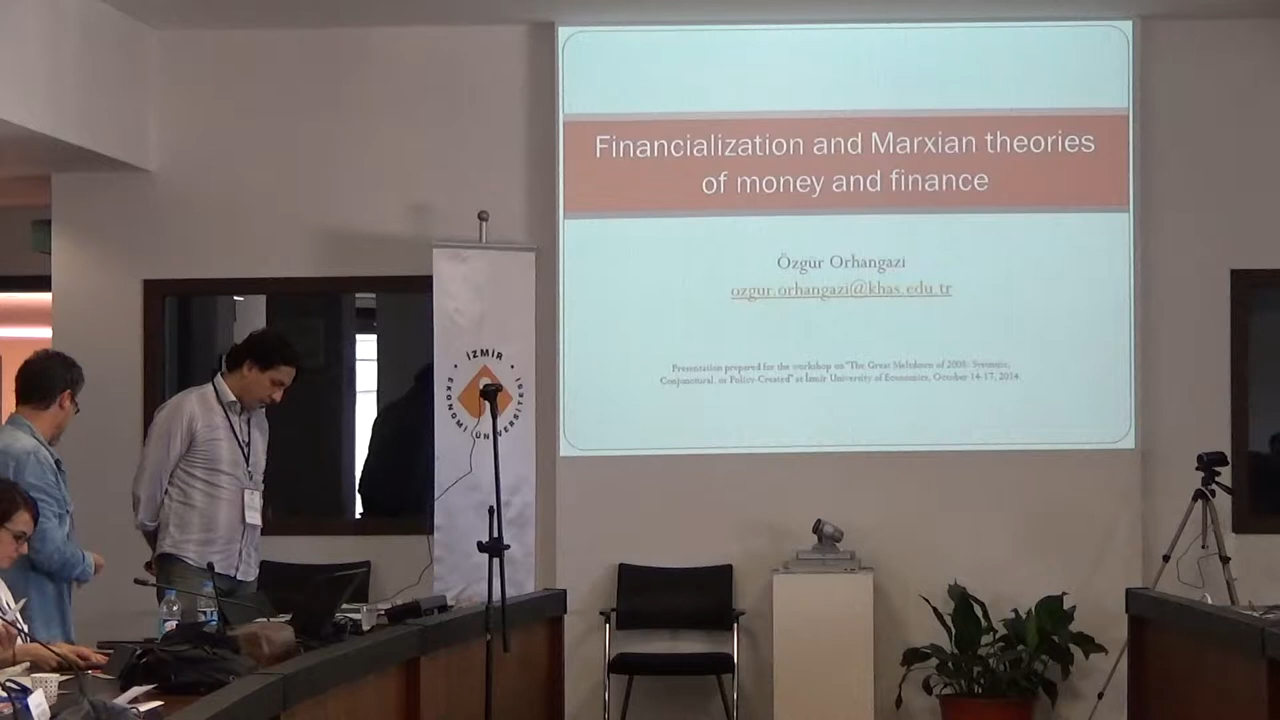 Financialization and Marxian theories
of money and finance
Özgür Orhangazi
ozgur.orhangazi@khas.edu.tr
Presentation prepared for the workshop on "The Great Meltdown of 2008: Systemic,
Conjunctural, or Policy-Created" at Izmir University of Economics, October 14-17, 2014.
İZMİR
EKONOMİ ÜNİVERSİTESİ